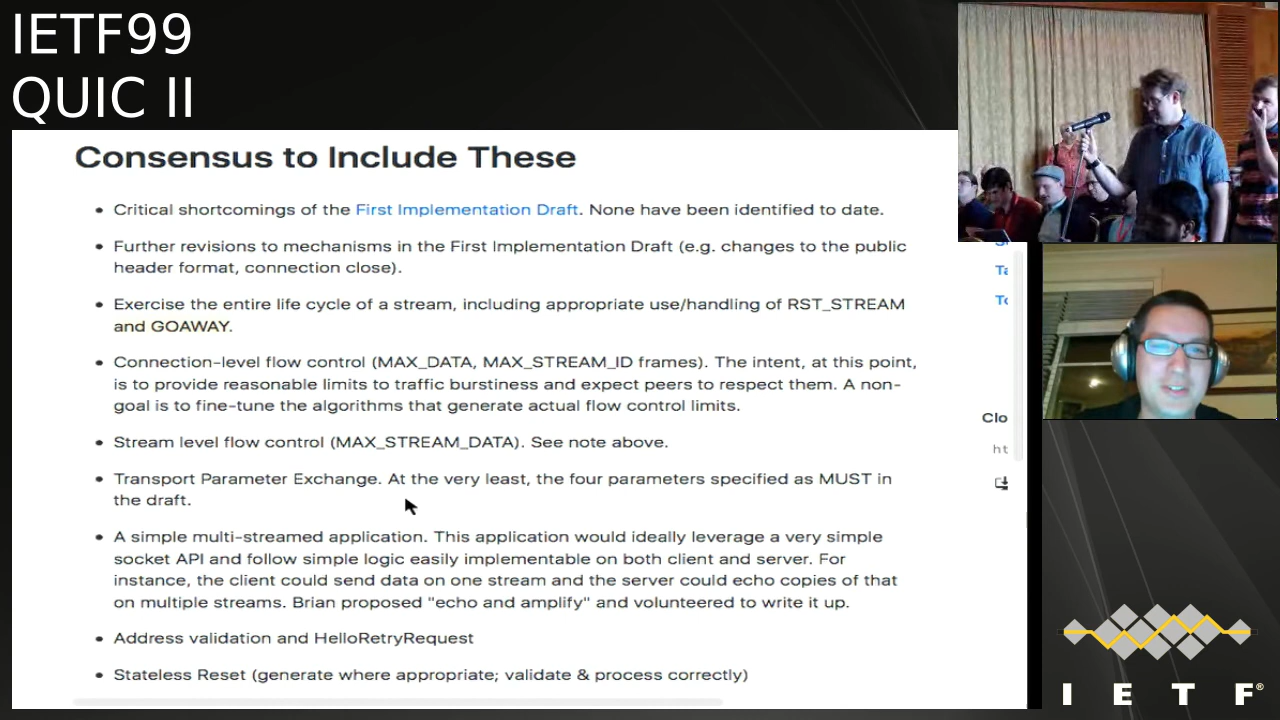 IETF99
QUIC II
Consensus to Include These
• Critical shortcomings of the First Implementation Draft. None have been identified to date.
• Further revisions to mechanisms in the First Implementation Draft (e.g. changes to the public
header format, connection close).
• Exercise the entire life cycle of a stream, including appropriate use/handling of RST_STREAM
and GOAWAY.
• Connection-level flow control (MAX_DATA, MAX_STREAM_ID frames). The intent, at this point,
is to provide reasonable limits to traffic burstiness and expect peers to respect them. A non-
goal is to fine-tune the algorithms that generate actual flow control limits.
• Stream level flow control (MAX_STREAM_DATA). See note above.
• Transport Parameter Exchange. At the very least, the four parameters specified as MUST in
the draft.
• A simple multi-streamed application. This application would ideally leverage a very simple
socket API and follow simple logic easily implementable on both client and server. For
instance, the client could send data on one stream and the server could echo copies of that
on multiple streams. Brian proposed "echo and amplify" and volunteered to write it up.
• Address validation and HelloRetryRequest
• Stateless Reset (generate where appropriate; validate & process correctly)
Clo
ht
I E T F®